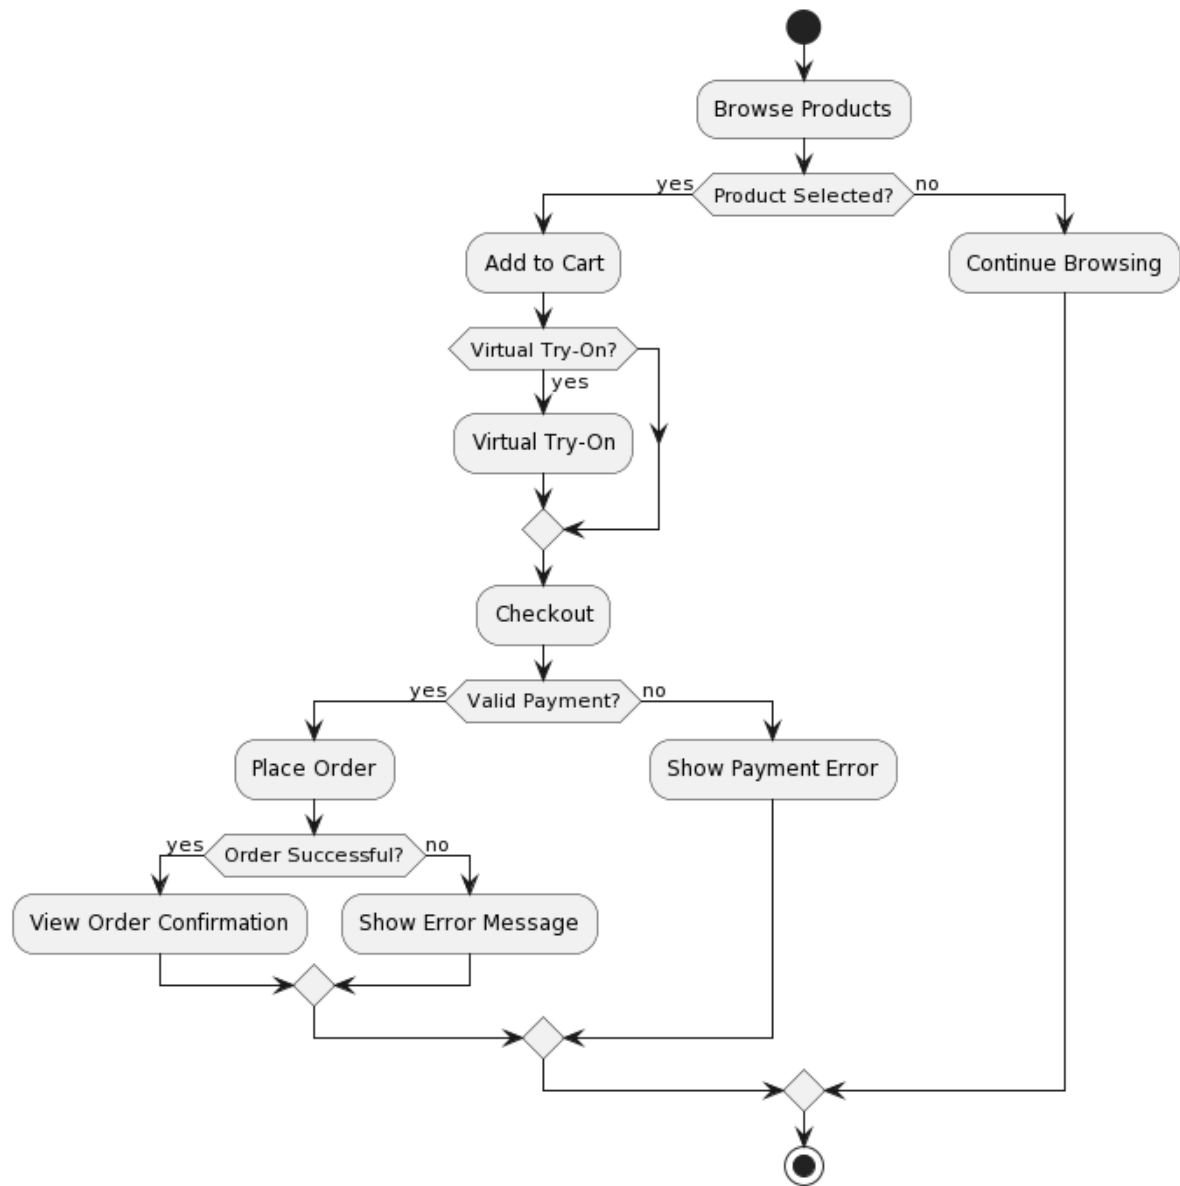 Browse Products
yes
Product Selected?
no
Add to Cart
Continue Browsing
Virtual Try-On?
yes
Virtual Try-On
Checkout
yes
Valid Payment?
no
Place Order
Show Payment Error
yes
Order Successful?
no
View Order Confirmation
Show Error Message